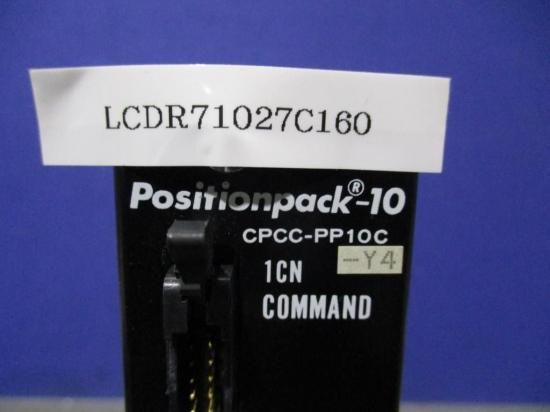 LCDR71027C160
Positionpack®-10
CPCC-PP10C
-Y4
1CN
COMMAND